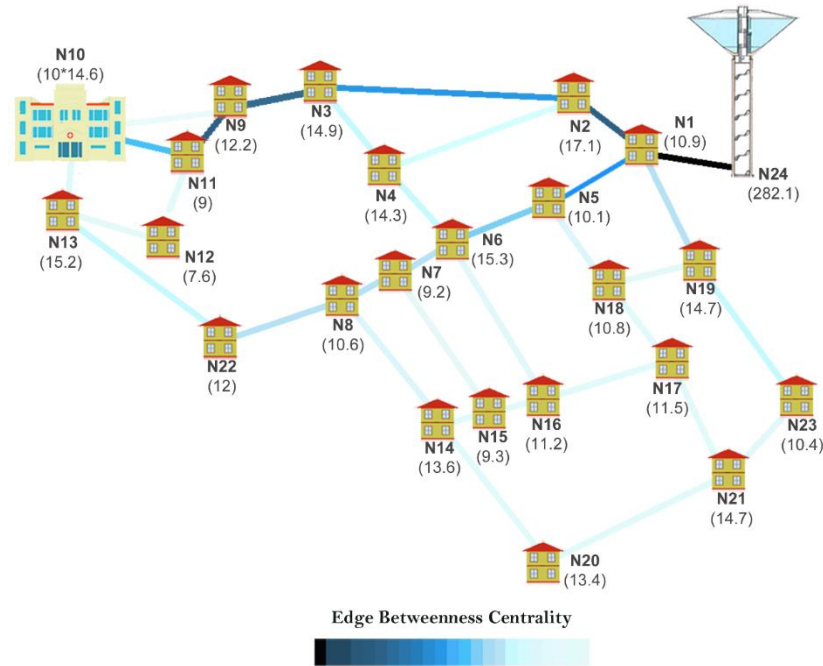 N10
(10*14.6)
N9
(12.2)
N3
(14.9)
N2
(17.1)
N1
(10.9)
N24
(282.1)
N11
(9)
N4
(14.3)
N5
(10.1)
N13
(15.2)
N12
(7.6)
N6
(15.3)
N7
(9.2)
N19
(14.7)
N18
(10.8)
N8
(10.6)
N22
(12)
N17
(11.5)
N23
(10.4)
N14
(13.6)
N15
(9.3)
N16
(11.2)
N21
(14.7)
N20
(13.4)
Edge Betweenness Centrality